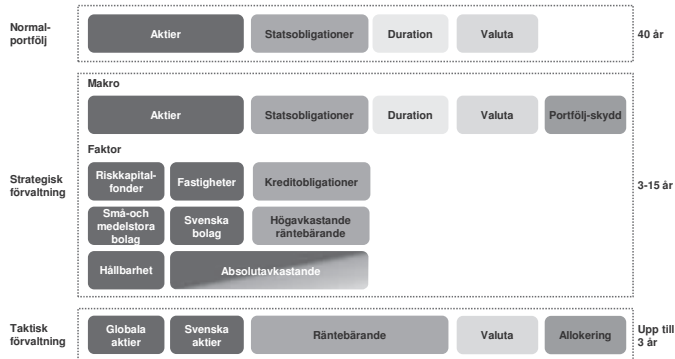 Normal-
portfölj
Aktier
Statsobligationer
Duration
Valuta
40 år
Makro
Aktier
Statsobligationer
Duration
Valuta
Portfölj-skydd
Faktor
Strategisk
förvaltning
Riskkapital-
fonder
Fastigheter
Kreditobligationer
3-15 år
Små-och
medelstora
bolag
Svenska
bolag
Högavkastande
räntebärande
Hållbarhet
Absolutavkastande
Taktisk
förvaltning
Globala
aktier
Svenska
aktier
Räntebärande
Valuta
Allokering
Upp till
3 år